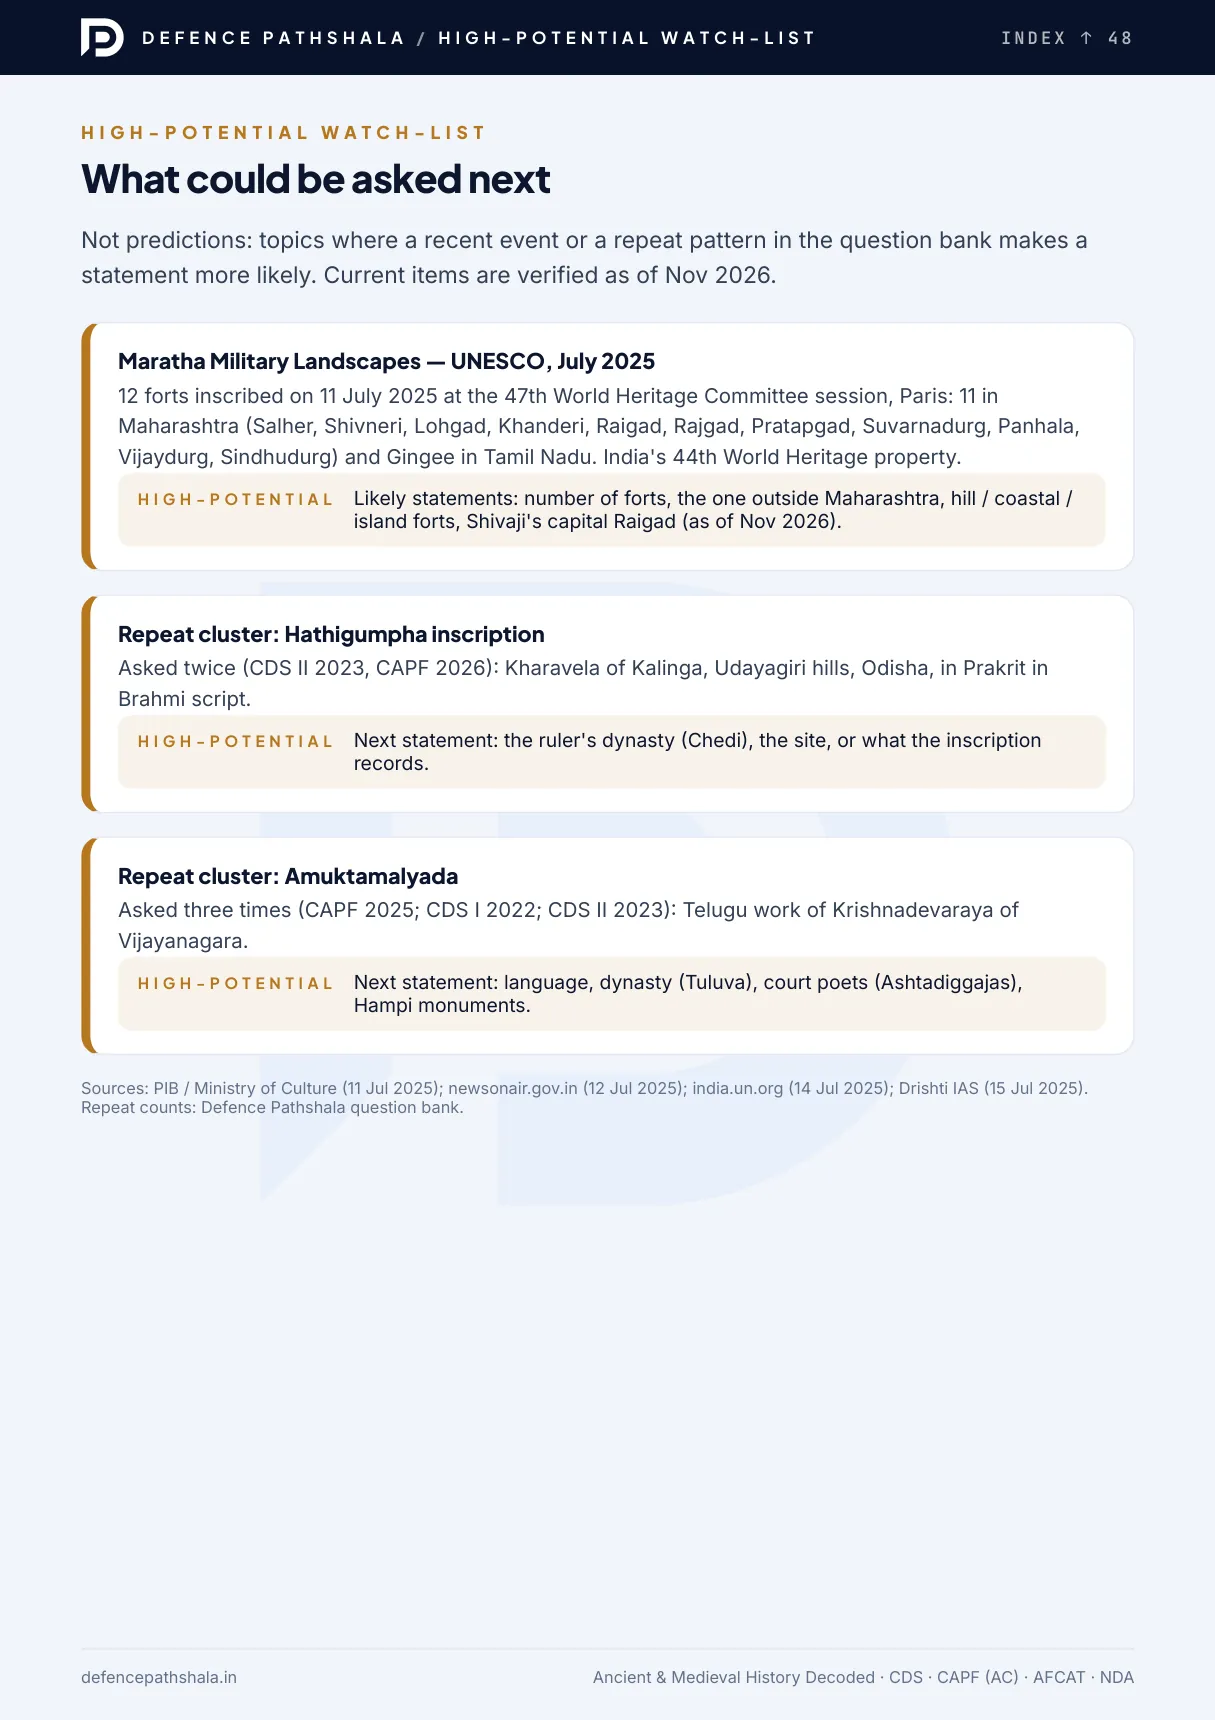 DEFENCE PATHSHALA / HIGH-POTENTIAL WATCH-LIST
INDEX ↑ 48
HIGH-POTENTIAL WATCH-LIST
What could be asked next
Not predictions: topics where a recent event or a repeat pattern in the question bank makes a
statement more likely. Current items are verified as of Nov 2026.
Maratha Military Landscapes — UNESCO, July 2025
12 forts inscribed on 11 July 2025 at the 47th World Heritage Committee session, Paris: 11 in
Maharashtra (Salher, Shivneri, Lohgad, Khanderi, Raigad, Rajgad, Pratapgad, Suvarnadurg, Panhala,
Vijaydurg, Sindhudurg) and Gingee in Tamil Nadu. India's 44th World Heritage property.
HIGH-POTENTIAL Likely statements: number of forts, the one outside Maharashtra, hill / coastal /
island forts, Shivaji's capital Raigad (as of Nov 2026).
Repeat cluster: Hathigumpha inscription
Asked twice (CDS II 2023, CAPF 2026): Kharavela of Kalinga, Udayagiri hills, Odisha, in Prakrit in
Brahmi script.
HIGH-POTENTIAL Next statement: the ruler's dynasty (Chedi), the site, or what the inscription
records.
Repeat cluster: Amuktamalyada
Asked three times (CAPF 2025; CDS I 2022; CDS II 2023): Telugu work of Krishnadevaraya of
Vijayanagara.
HIGH-POTENTIAL Next statement: language, dynasty (Tuluva), court poets (Ashtadiggajas),
Hampi monuments.
Sources: PIB / Ministry of Culture (11 Jul 2025); newsonair.gov.in (12 Jul 2025); india.un.org (14 Jul 2025); Drishti IAS (15 Jul 2025).
Repeat counts: Defence Pathshala question bank.
defencepathshala.in
Ancient & Medieval History Decoded · CDS · CAPF (AC) · AFCAT · NDA